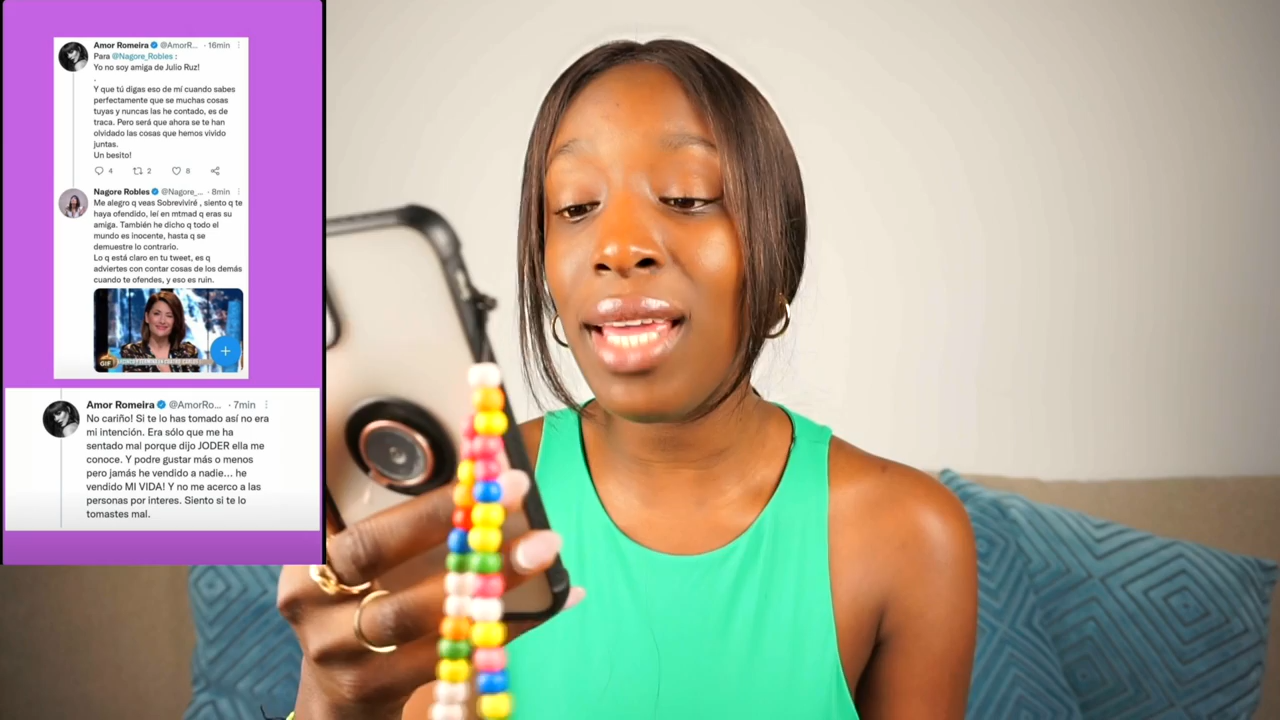 Amor Romeira @AmorR... · 16min
Para @Nagore_Robles :
Yo no soy amiga de Julio Ruz!
.
Y que tú digas eso de mí cuando sabes
perfectamente que se muchas cosas
tuyas y nuncas las he contado, es de
traca. Pero será que ahora se te han
olvidado las cosas que hemos vivido
juntas.
Un besito!
4 2 8
Nagore Robles @Nagore_... · 8min
Me alegro q veas Sobreviviré , siento q te
haya ofendido, leí en mtmad q eras su
amiga. También he dicho q todo el
mundo es inocente, hasta q se
demuestre lo contrario.
Lo q está claro en tu tweet, es q
adviertes con contar cosas de los demás
cuando te ofendes, y eso es ruin.
GIF
Amor Romeira @AmorRo... · 7min
No cariño! Si te lo has tomado así no era
mi intención. Era sólo que me ha
sentado mal porque dijo JODER ella me
conoce. Y podre gustar más o menos
pero jamás he vendido a nadie... he
vendido MI VIDA! Y no me acerco a las
personas por interes. Siento si te lo
tomastes mal.